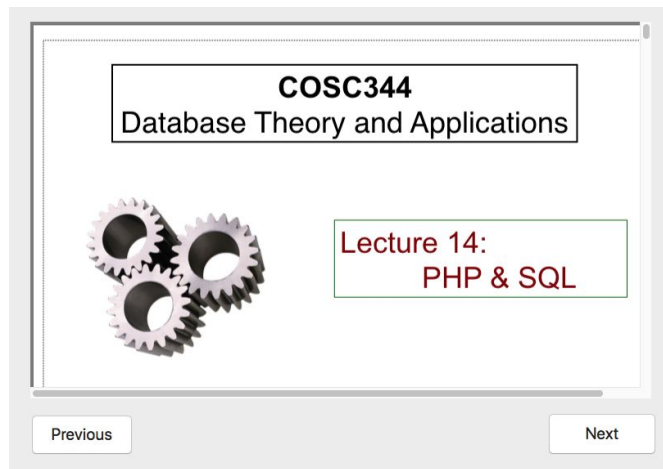 COSC344
Database Theory and Applications
Lecture 14:
PHP & SQL
Previous
Next